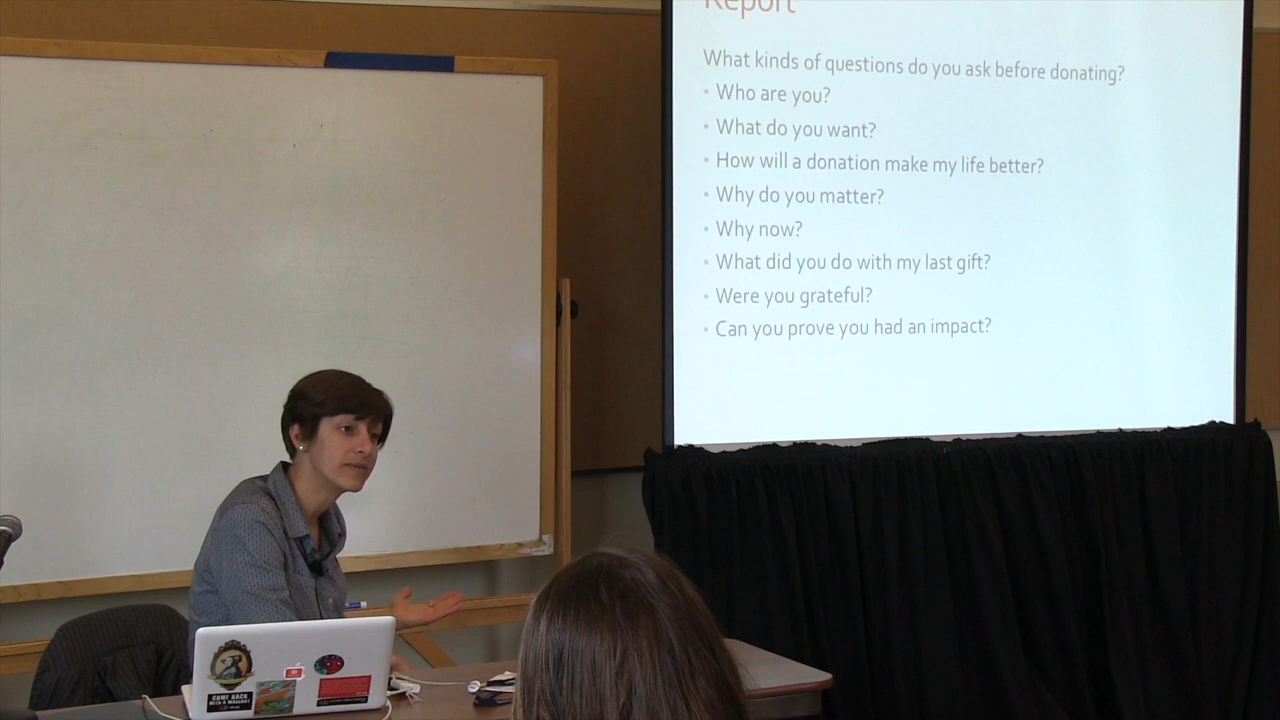 Report
What kinds of questions do you ask before donating?
• Who are you?
• What do you want?
• How will a donation make my life better?
• Why do you matter?
• Why now?
• What did you do with my last gift?
• Were you grateful?
• Can you prove you had an impact?
COME BACK
WITH A WARRANT